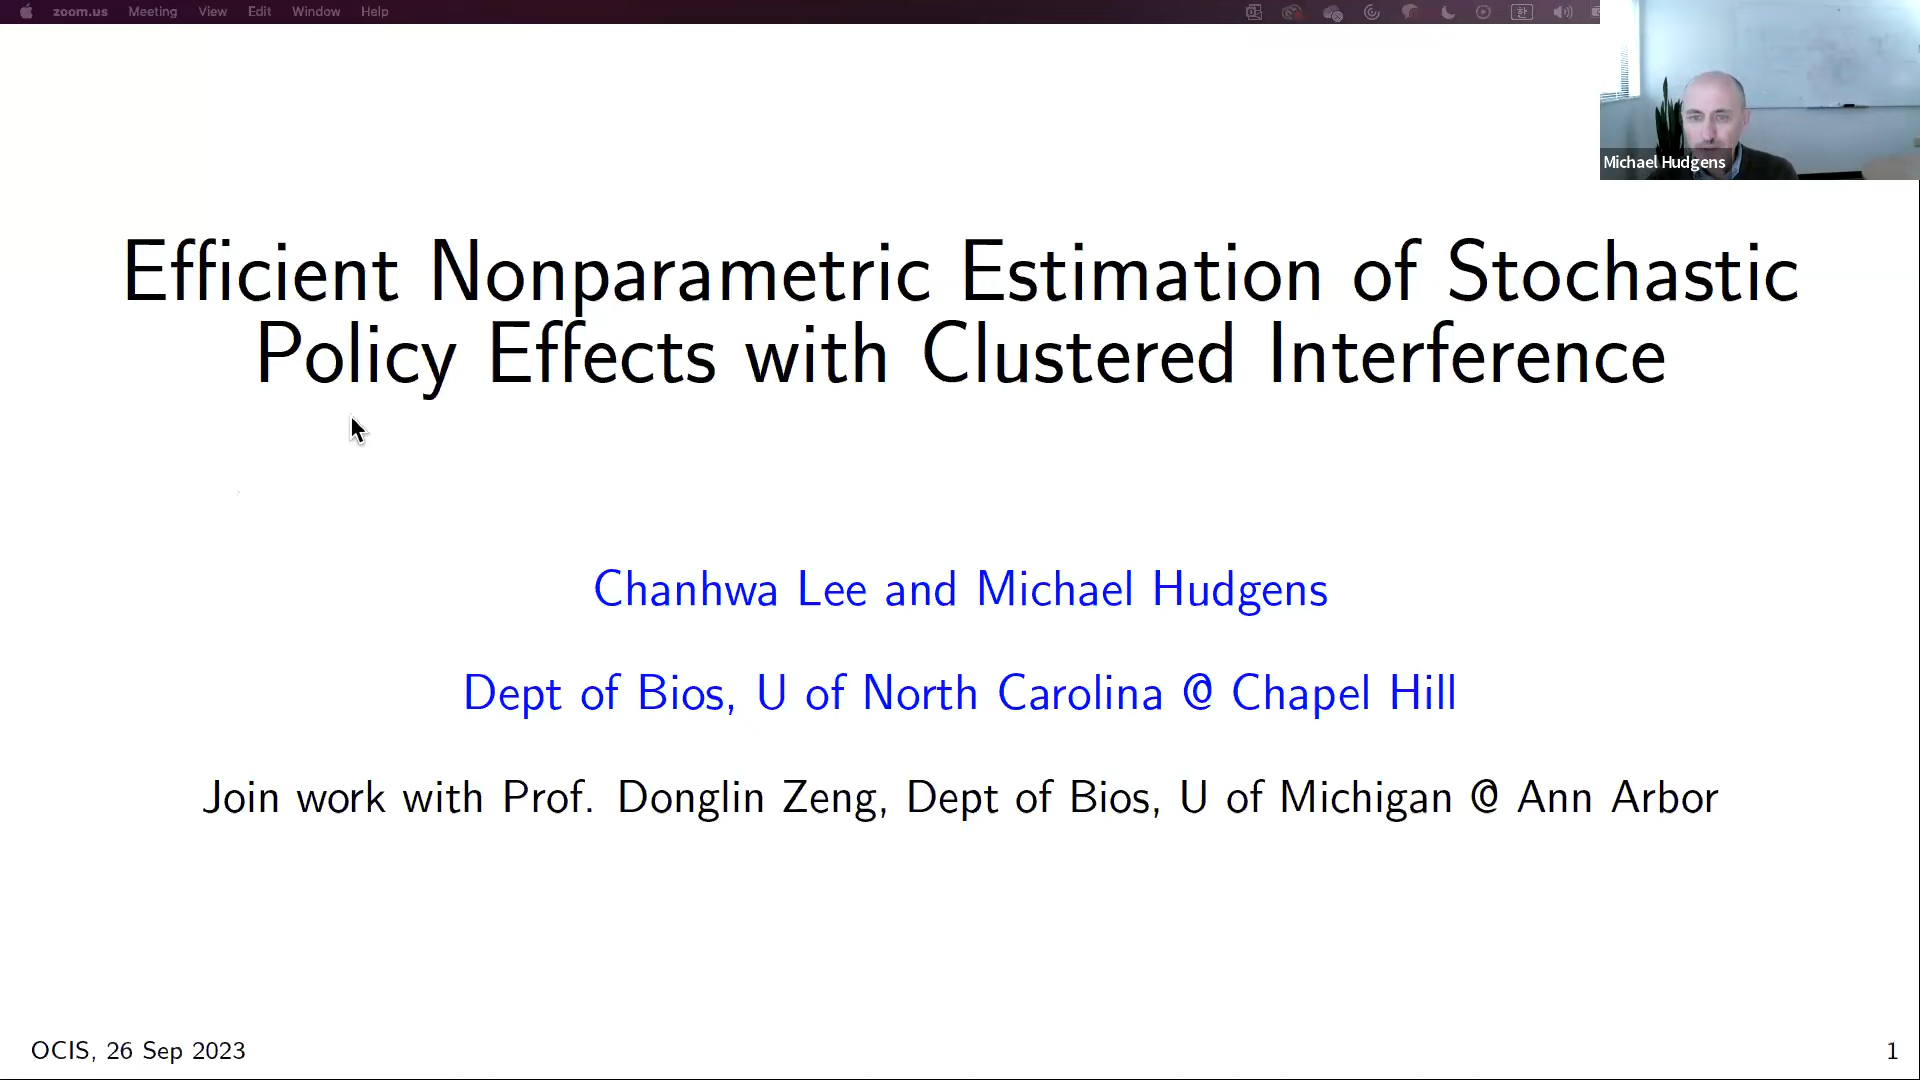 zoom.us Meeting View Edit Window Help
한
Michael Hudgens
Efficient Nonparametric Estimation of Stochastic
Policy Effects with Clustered Interference
Chanhwa Lee and Michael Hudgens
Dept of Bios, U of North Carolina @ Chapel Hill
Join work with Prof. Donglin Zeng, Dept of Bios, U of Michigan @ Ann Arbor
OCIS, 26 Sep 2023
1